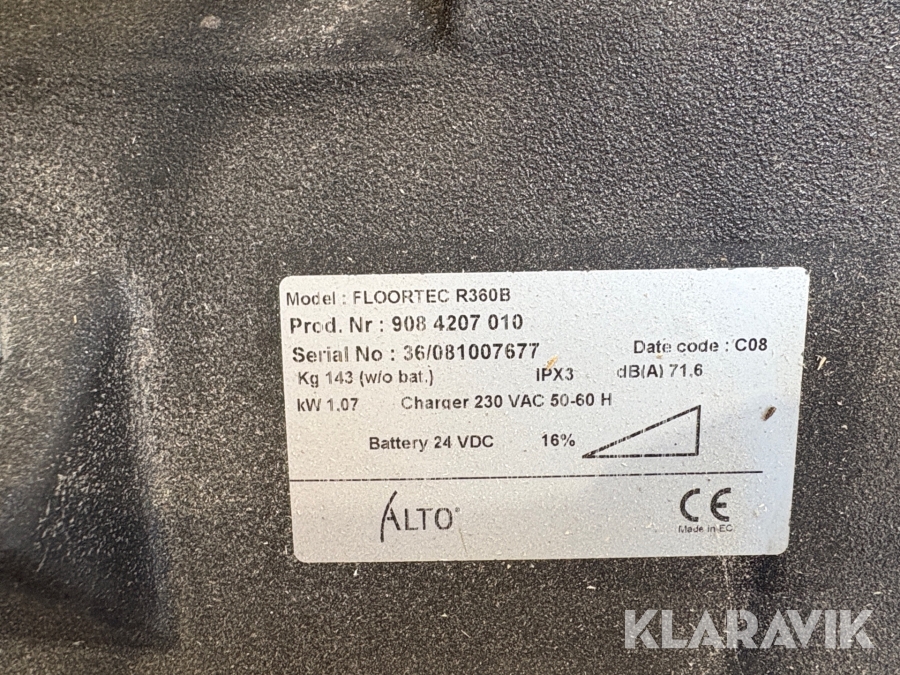 Model : FLOORTEC R360B
Prod. Nr : 908 4207 010
Serial No : 36/081007677 Date code : C08
Kg 143 (w/o bat.) IPX3 dB(A) 71,6
kW 1.07 Charger 230 VAC 50-60 H
Battery 24 VDC 16%
ALTO®
CE
Made in EC
KLARAVIK